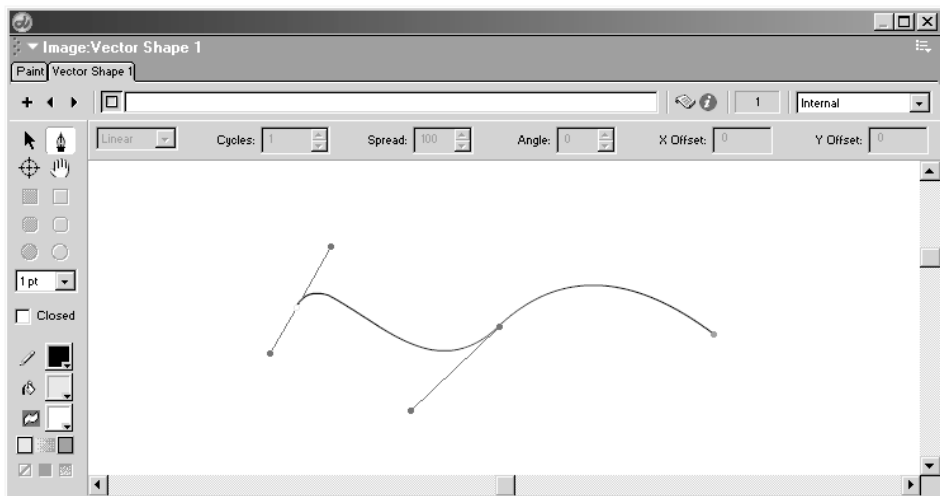 Image:Vector Shape 1
Paint Vector Shape 1
1 Internal
Linear Cycles: 1 Spread: 100 Angle: 0 X Offset: 0 Y Offset: 0
1 pt
Closed